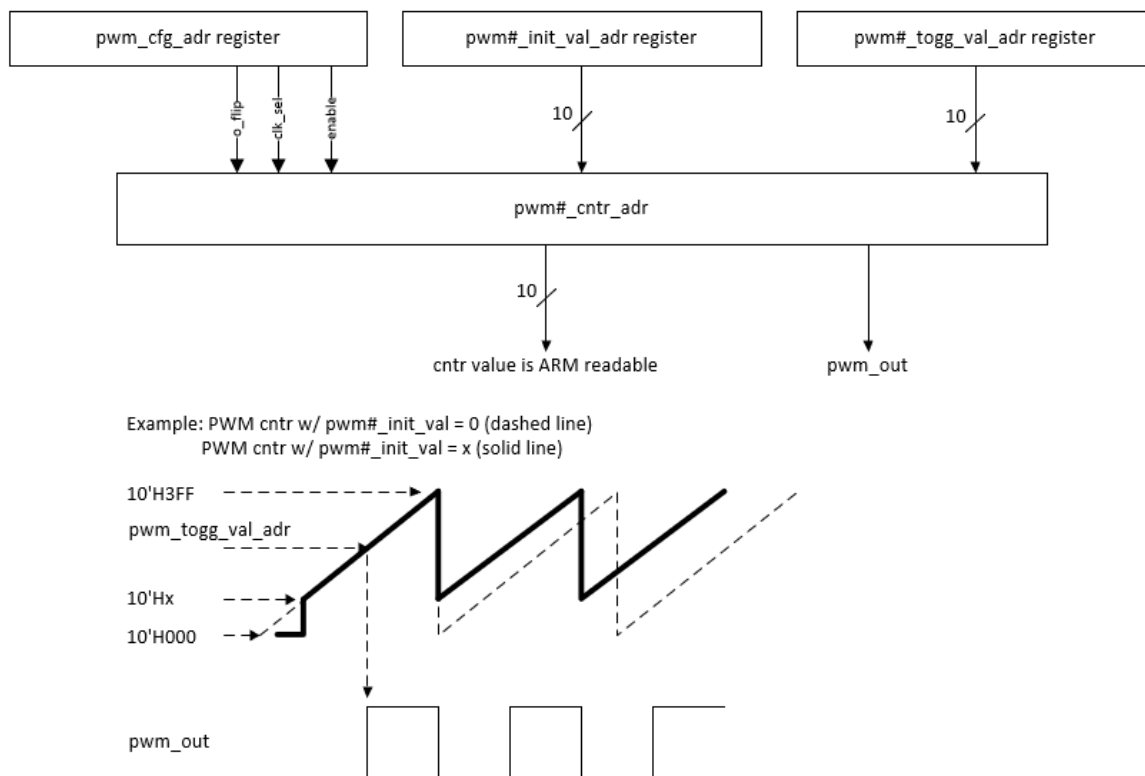 pwm_cfg_adr register
pwm#_init_val_adr register
pwm#_togg_val_adr register
o_flip
clk_sel
enable
10
10
pwm#_cntr_adr
10
cntr value is ARM readable
pwm_out
Example: PWM cntr w/ pwm#_init_val = 0 (dashed line)
PWM cntr w/ pwm#_init_val = x (solid line)
10'H3FF
pwm_togg_val_adr
10'Hx
10'H000
pwm_out